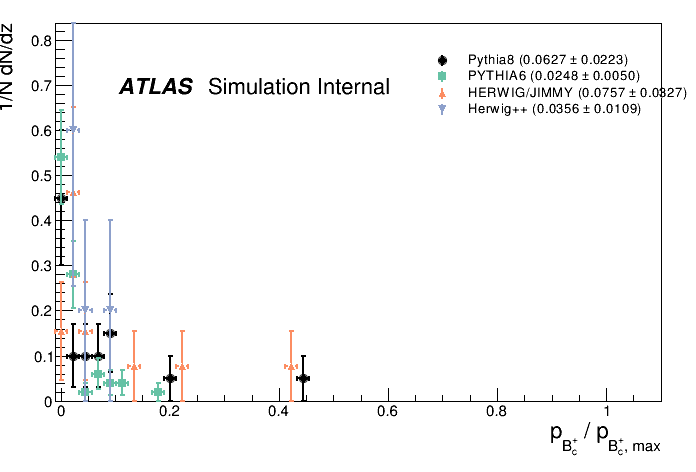 1/N dN/dz
0.8
0.7
0.6
0.5
0.4
0.3
0.2
0.1
0
ATLAS Simulation Internal
Pythia8 (0.0627 ± 0.0223)
PYTHIA6 (0.0248 ± 0.0050)
HERWIG/JIMMY (0.0757 ± 0.0327)
Herwig++ (0.0356 ± 0.0109)
0 0.2 0.4 0.6 0.8 1
p_{B_c^+} / p_{B_c^+, max}